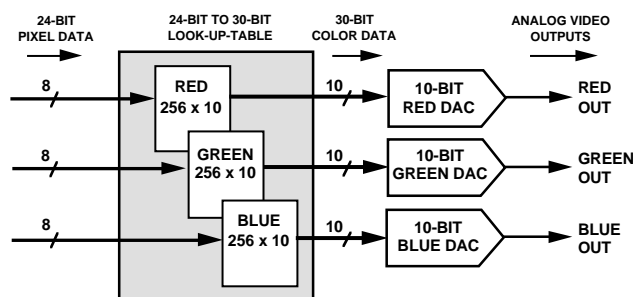 24-BIT
PIXEL DATA
24-BIT TO 30-BIT
LOOK-UP-TABLE
30-BIT
COLOR DATA
ANALOG VIDEO
OUTPUTS
8
RED
256 x 10
10
10-BIT
RED DAC
RED
OUT
8
GREEN
256 x 10
10
10-BIT
GREEN DAC
GREEN
OUT
8
BLUE
256 x 10
10
10-BIT
BLUE DAC
BLUE
OUT